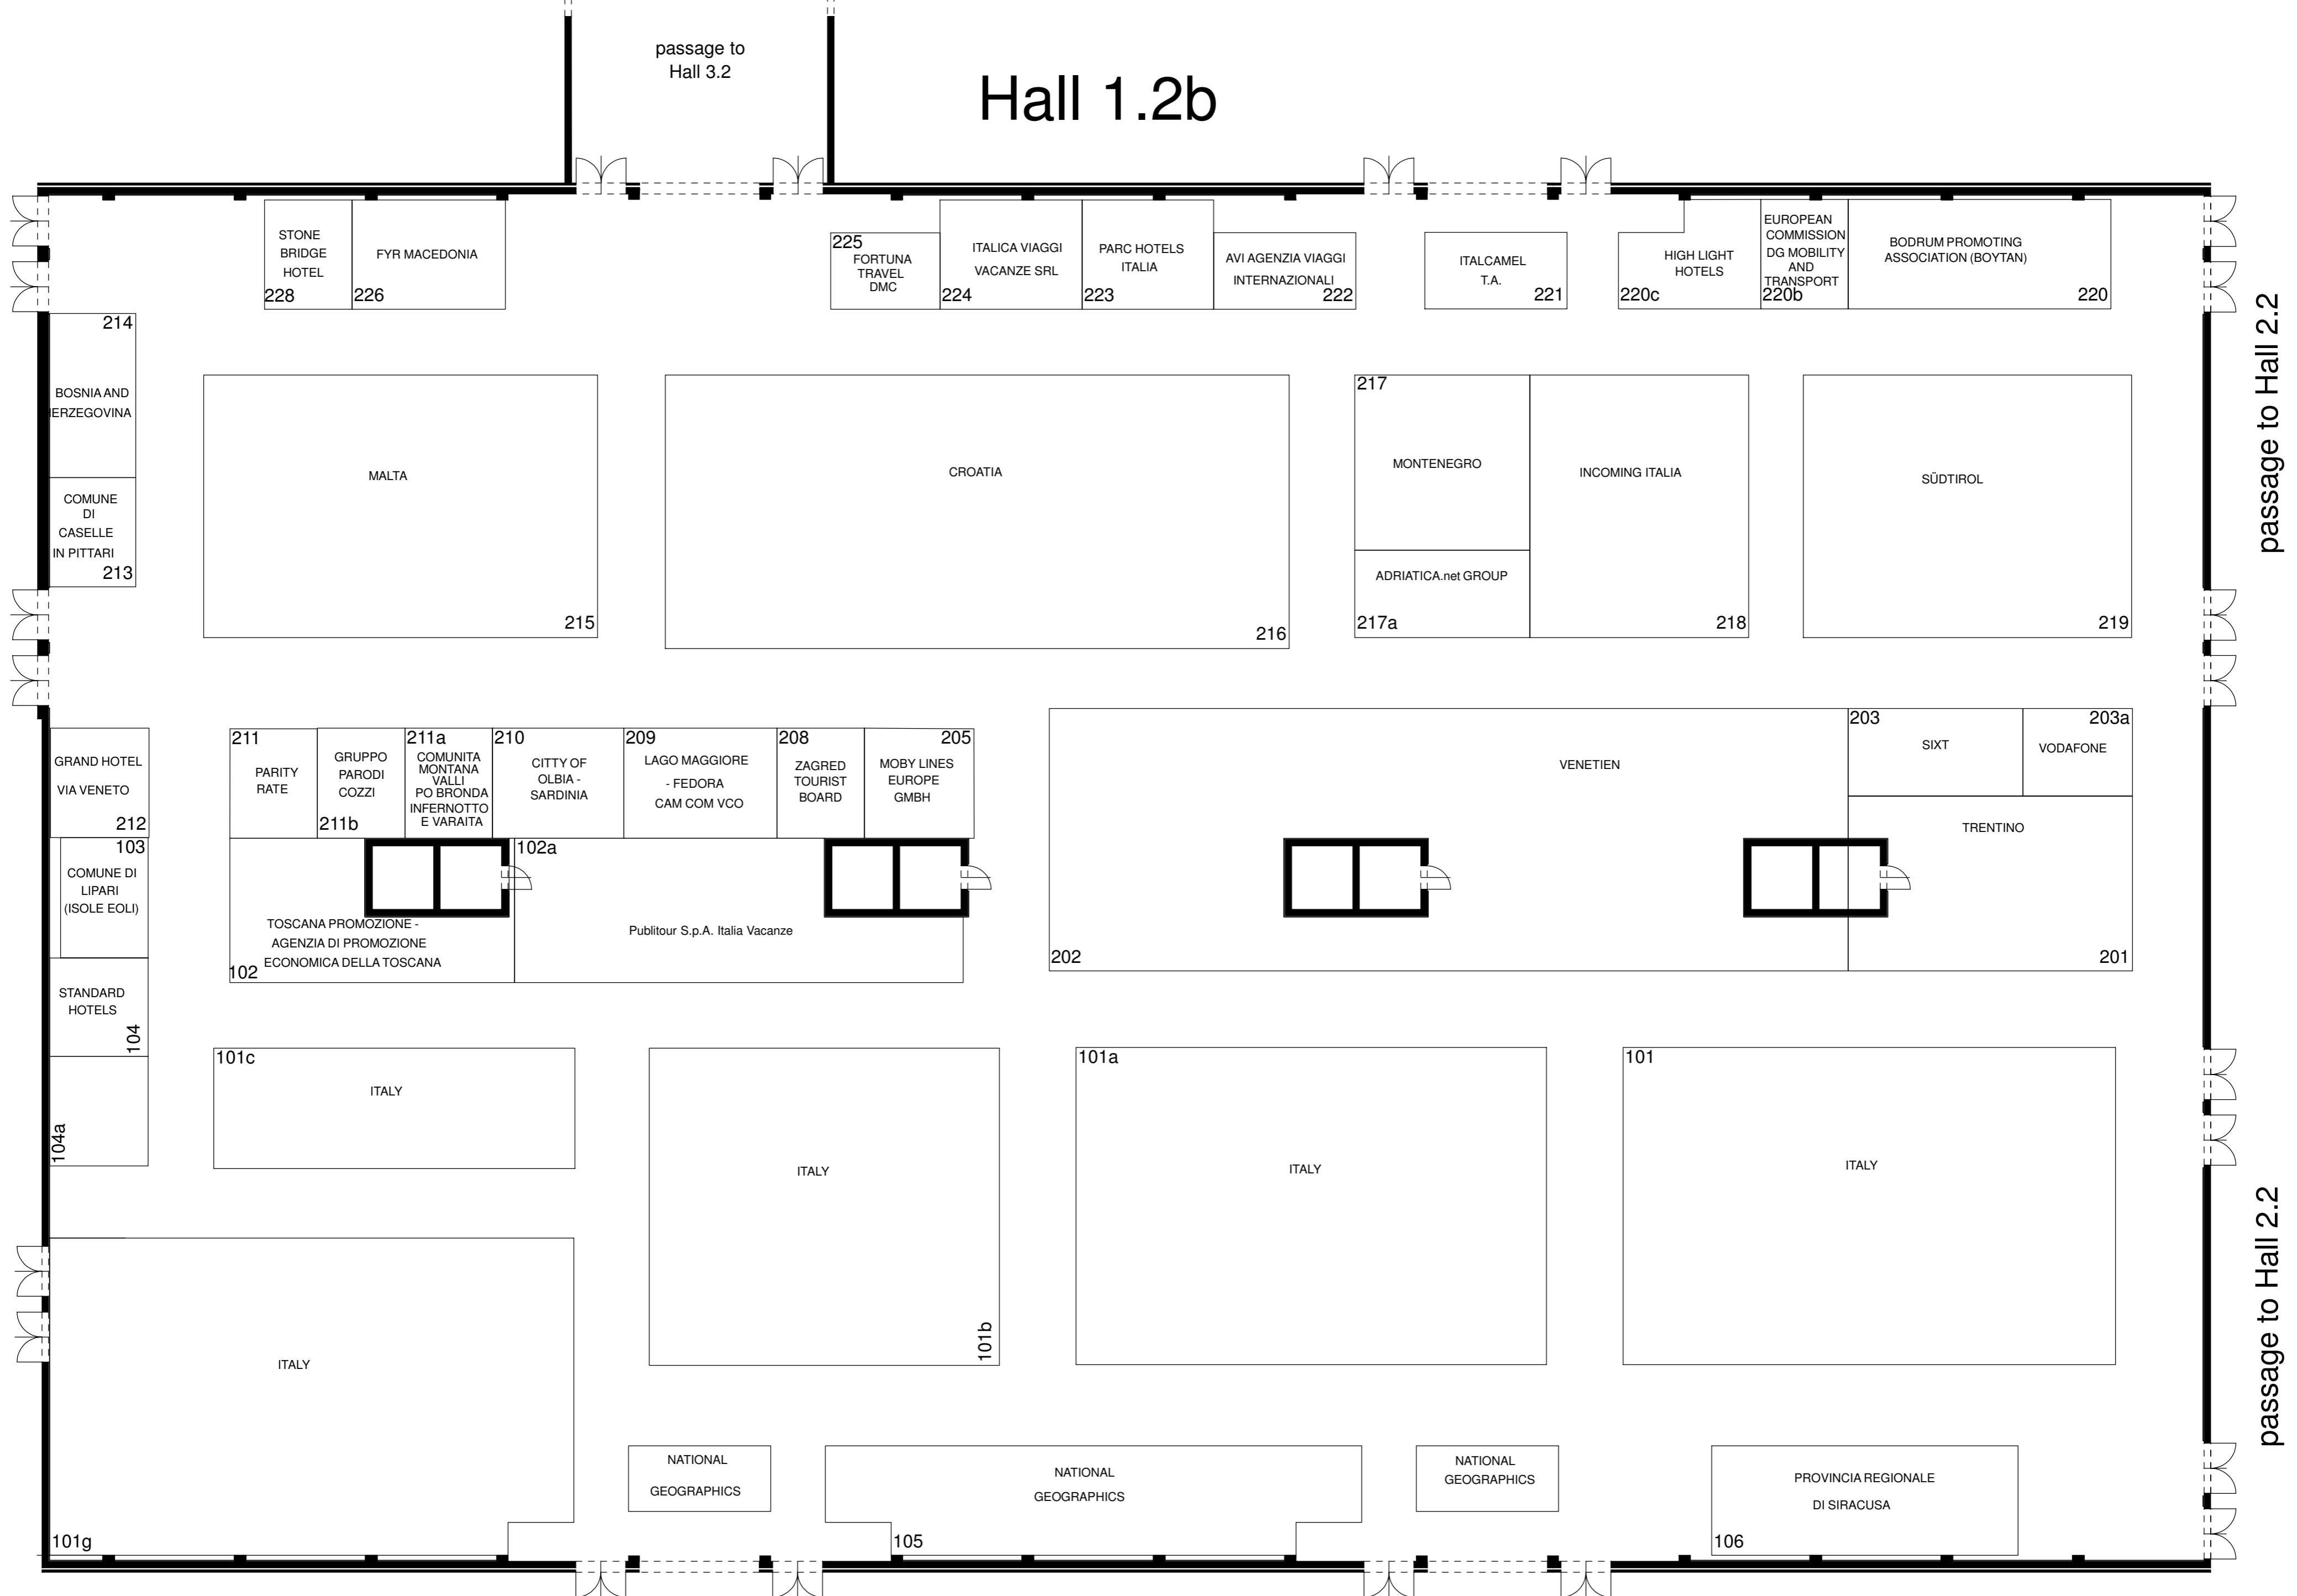 passage to
Hall 3.2
Hall 1.2b
STONE
BRIDGE
HOTEL
228
FYR MACEDONIA
226
225
FORTUNA
TRAVEL
DMC
ITALICA VIAGGI
VACANZE SRL
224
PARC HOTELS
ITALIA
223
AVI AGENZIA VIAGGI
INTERNAZIONALI
222
ITALCAMEL
T.A.
221
HIGH LIGHT
HOTELS
220c
EUROPEAN
COMMISSION
DG MOBILITY
AND
TRANSPORT
220b
BODRUM PROMOTING
ASSOCIATION (BOYTAN)
220
passage to Hall 2.2
214
BOSNIA AND
ERZEGOVINA
COMUNE
DI
CASELLE
IN PITTARI
213
MALTA
215
CROATIA
216
217
MONTENEGRO
ADRIATICA.net GROUP
217a
INCOMING ITALIA
218
SÜDTIROL
219
GRAND HOTEL
VIA VENETO
212
211
PARITY
RATE
GRUPPO
PARODI
COZZI
211b
211a
COMUNITA
MONTANA
VALLI
PO BRONDA
INFERNOTTO
E VARAITA
210
CITTY OF
OLBIA -
SARDINIA
209
LAGO MAGGIORE
- FEDORA
CAM COM VCO
208
ZAGRED
TOURIST
BOARD
205
MOBY LINES
EUROPE
GMBH
VENETIEN
202
203
SIXT
203a
VODAFONE
TRENTINO
201
103
COMUNE DI
LIPARI
(ISOLE EOLI)
TOSCANA PROMOZIONE -
AGENZIA DI PROMOZIONE
ECONOMICA DELLA TOSCANA
102
102a
Publitour S.p.A. Italia Vacanze
STANDARD
HOTELS
104
104a
101c
ITALY
ITALY
101b
101a
ITALY
101
ITALY
passage to Hall 2.2
ITALY
101g
NATIONAL
GEOGRAPHICS
NATIONAL
GEOGRAPHICS
105
NATIONAL
GEOGRAPHICS
PROVINCIA REGIONALE
DI SIRACUSA
106